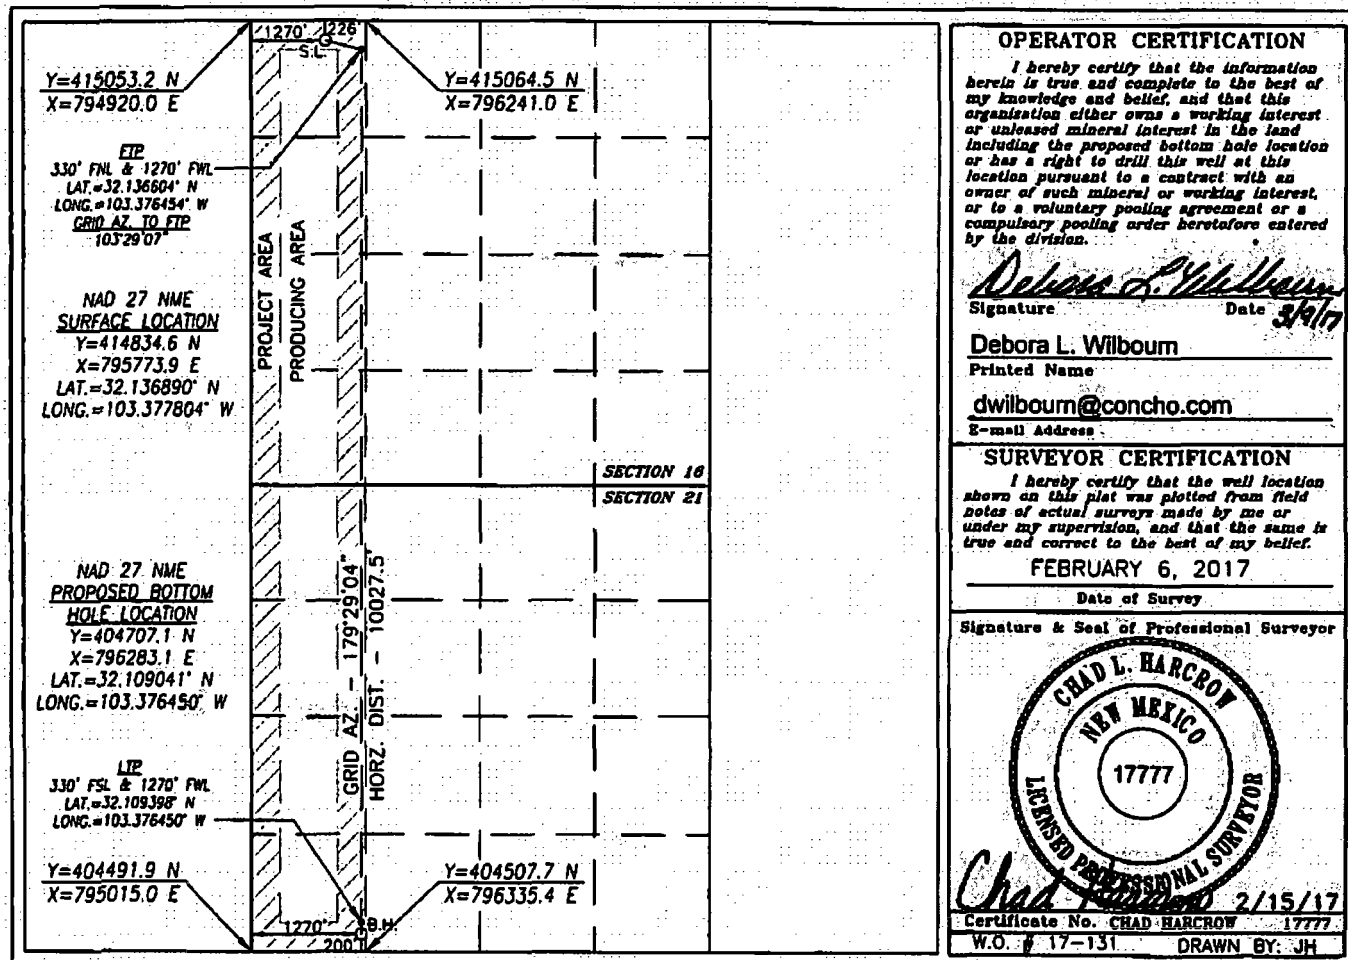 1270'
226'
S.L.
Y=415053.2 N
X=794920.0 E
Y=415064.5 N
X=796241.0 E
FTP
330' FNL & 1270' FWL
LAT.=32.136604° N
LONG.=103.376454° W
GRID AZ. TO FTP
103°29'07"
PROJECT AREA
PRODUCING AREA
NAD 27 NME
SURFACE LOCATION
Y=414834.6 N
X=795773.9 E
LAT.=32.136890° N
LONG.=103.377804° W
SECTION 16
SECTION 21
NAD 27 NME
PROPOSED BOTTOM
HOLE LOCATION
Y=404707.1 N
X=796283.1 E
LAT.=32.109041° N
LONG.=103.376450° W
GRID AZ - 179°29'04"
HORZ. DIST. - 10027.5'
LTP
330' FSL & 1270' FWL
LAT.=32.109398° N
LONG.=103.376450° W
Y=404491.9 N
X=795015.0 E
Y=404507.7 N
X=796335.4 E
1270'
B.H.
200'
OPERATOR CERTIFICATION
I hereby certify that the information
herein is true and complete to the best of
my knowledge and belief, and that this
organization either owns a working interest
or unleased mineral interest in the land
including the proposed bottom hole location
or has a right to drill this well at this
location pursuant to a contract with an
owner of such mineral or working interest,
or to a voluntary pooling agreement or a
compulsory pooling order heretofore entered
by the division.
Debora L. Wilbourn
3/9/17
Signature Date
Debora L. Wilbourn
Printed Name
dwilbourn@concho.com
E-mail Address
SURVEYOR CERTIFICATION
I hereby certify that the well location
shown on this plat was plotted from field
notes of actual surveys made by me or
under my supervision, and that the same is
true and correct to the best of my belief.
FEBRUARY 6, 2017
Date of Survey
Signature & Seal of Professional Surveyor
CHAD L. HARCROW
NEW MEXICO
17777
LICENSED PROFESSIONAL SURVEYOR
Chad Harcrow 2/15/17
Certificate No. CHAD HARCROW 17777
W.O. # 17-131 DRAWN BY: JH